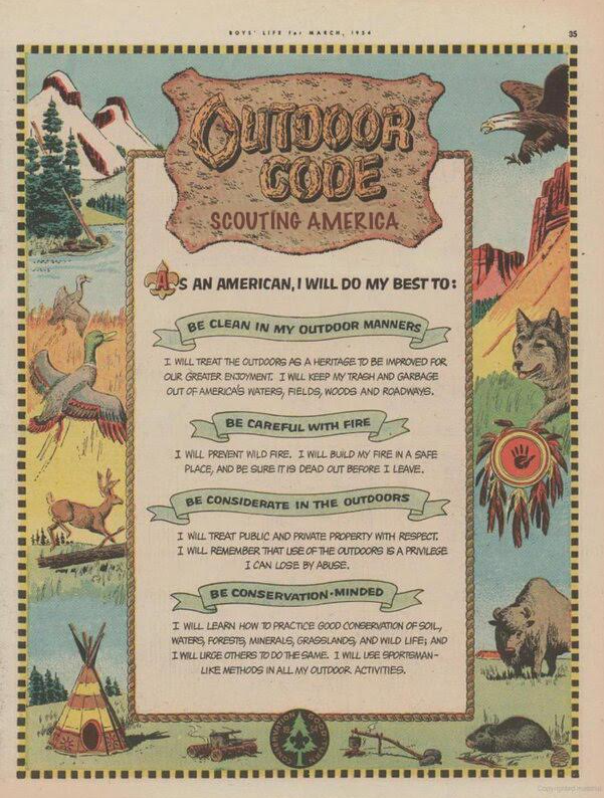 BOYS' LIFE for MARCH, 1954
35
OUTDOOR
CODE
SCOUTING AMERICA
AS AN AMERICAN, I WILL DO MY BEST TO:
BE CLEAN IN MY OUTDOOR MANNERS
I WILL TREAT THE OUTDOORS AS A HERITAGE TO BE IMPROVED FOR
OUR GREATER ENJOYMENT. I WILL KEEP MY TRASH AND GARBAGE
OUT OF AMERICA'S WATERS, FIELDS, WOODS AND ROADWAYS.
BE CAREFUL WITH FIRE
I WILL PREVENT WILD FIRE. I WILL BUILD MY FIRE IN A SAFE
PLACE, AND BE SURE IT IS DEAD OUT BEFORE I LEAVE.
BE CONSIDERATE IN THE OUTDOORS
I WILL TREAT PUBLIC AND PRIVATE PROPERTY WITH RESPECT.
I WILL REMEMBER THAT USE OF THE OUTDOORS IS A PRIVILEGE
I CAN LOSE BY ABUSE.
BE CONSERVATION-MINDED
I WILL LEARN HOW TO PRACTICE GOOD CONSERVATION OF SOIL,
WATERS, FORESTS, MINERALS, GRASSLANDS, AND WILD LIFE; AND
I WILL URGE OTHERS TO DO THE SAME. I WILL USE SPORTSMAN-
LIKE METHODS IN ALL MY OUTDOOR ACTIVITIES.
CONSERVATION GOOD
Copyrighted material